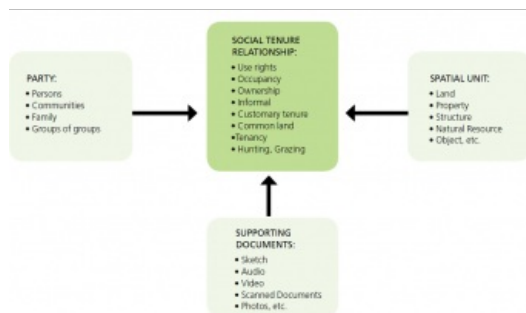 PARTY:
• Persons
• Communities
• Family
• Groups of groups
SOCIAL TENURE
RELATIONSHIP:
• Use rights
• Occupancy
• Ownership
• Informal
• Customary tenure
• Common land
•Tenancy
• Hunting, Grazing
SPATIAL UNIT:
• Land
• Property
• Structure
• Natural Resource
• Object, etc.
SUPPORTING
DOCUMENTS:
• Sketch
• Audio
• Video
• Scanned Documents
• Photos, etc.